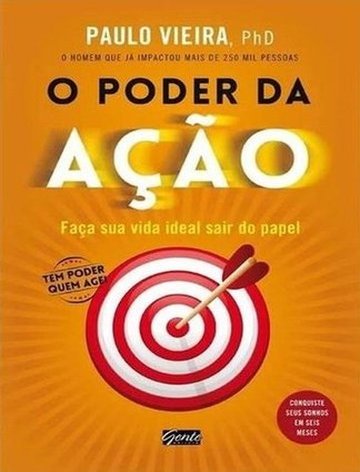 PAULO VIEIRA, PhD
O HOMEM QUE JÁ IMPACTOU MAIS DE 250 MIL PESSOAS
O PODER DA
AÇÃO
Faça sua vida ideal sair do papel
TEM PODER
QUEM AGE!
CONQUISTE
SEUS SONHOS
EM SEIS
MESES
Gente